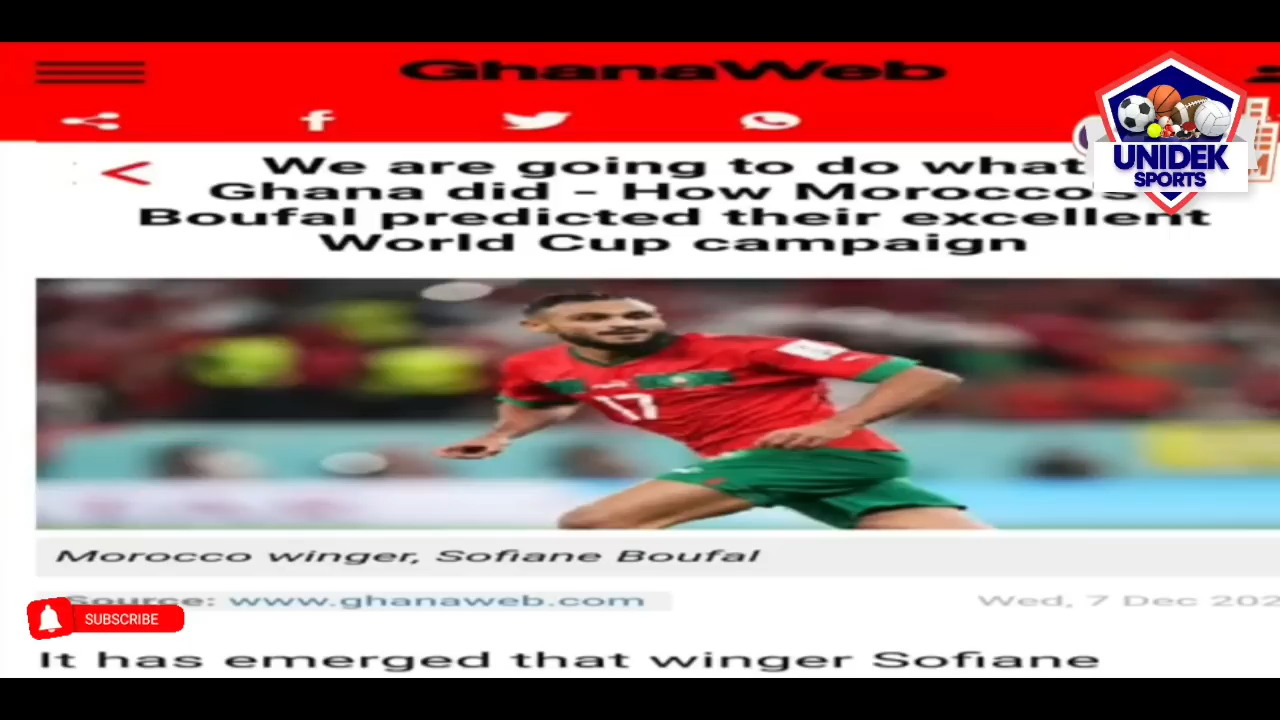 GhanaWeb
UNIDEK
SPORTS
We are going to do what
Ghana did - How Morocco's
Boufal predicted their excellent
World Cup campaign
17
Morocco winger, Sofiane Boufal
Source: www.ghanaweb.com
Wed, 7 Dec 202
SUBSCRIBE
It has emerged that winger Sofiane